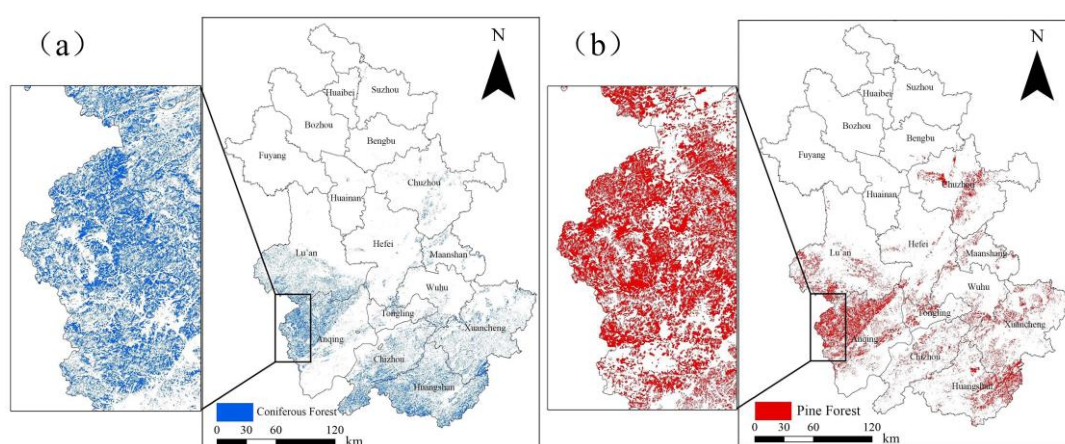 (a)
N
Huaibei
Suzhou
Bozhou
Bengbu
Fuyang
Chuzhou
Huainan
Hefei
Lu'an
Maanshan
Wuhu
Tongling
Xuancheng
Anqing
Chizhou
Huangshan
Coniferous Forest
0 30 60 120
km
(b)
N
Huaibei
Suzhou
Bozhou
Bengbu
Fuyang
Chuzhou
Huainan
Hefei
Lu'an
Maanshang
Wuhu
Tongling
Xuancheng
Anqing
Chizhou
Huangshan
Pine Forest
0 30 60 120
km